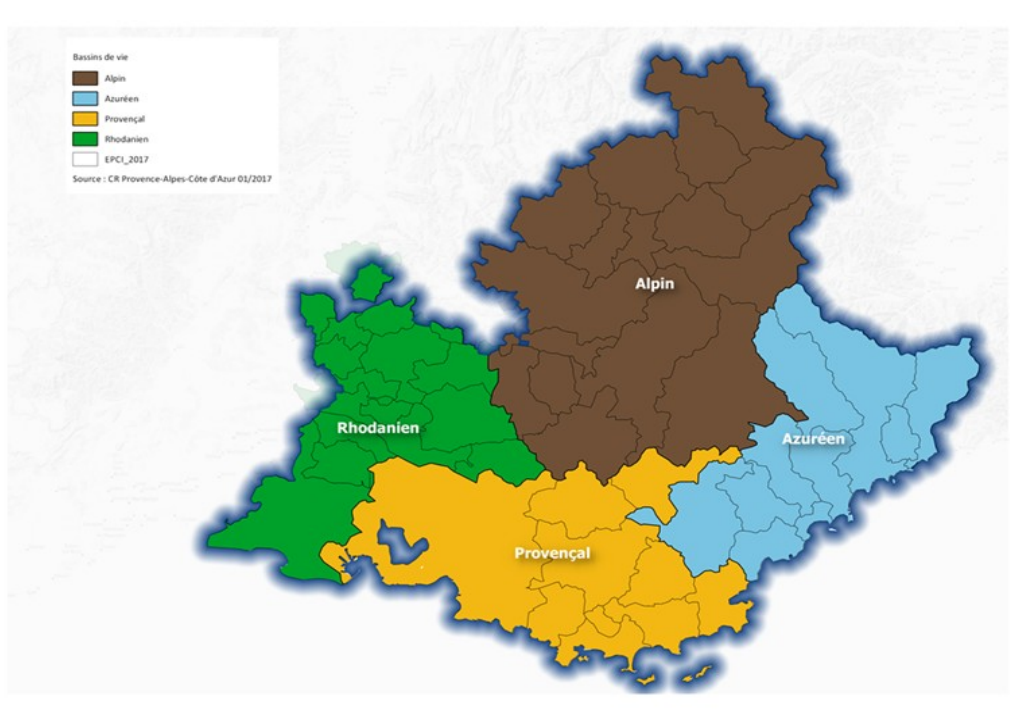 Bassins de vie
Alpin
Azuréen
Provençal
Rhodanien
EPCI_2017
Source : CR Provence-Alpes-Côte d'Azur 01/2017
Alpin
Rhodanien
Azuréen
Provençal